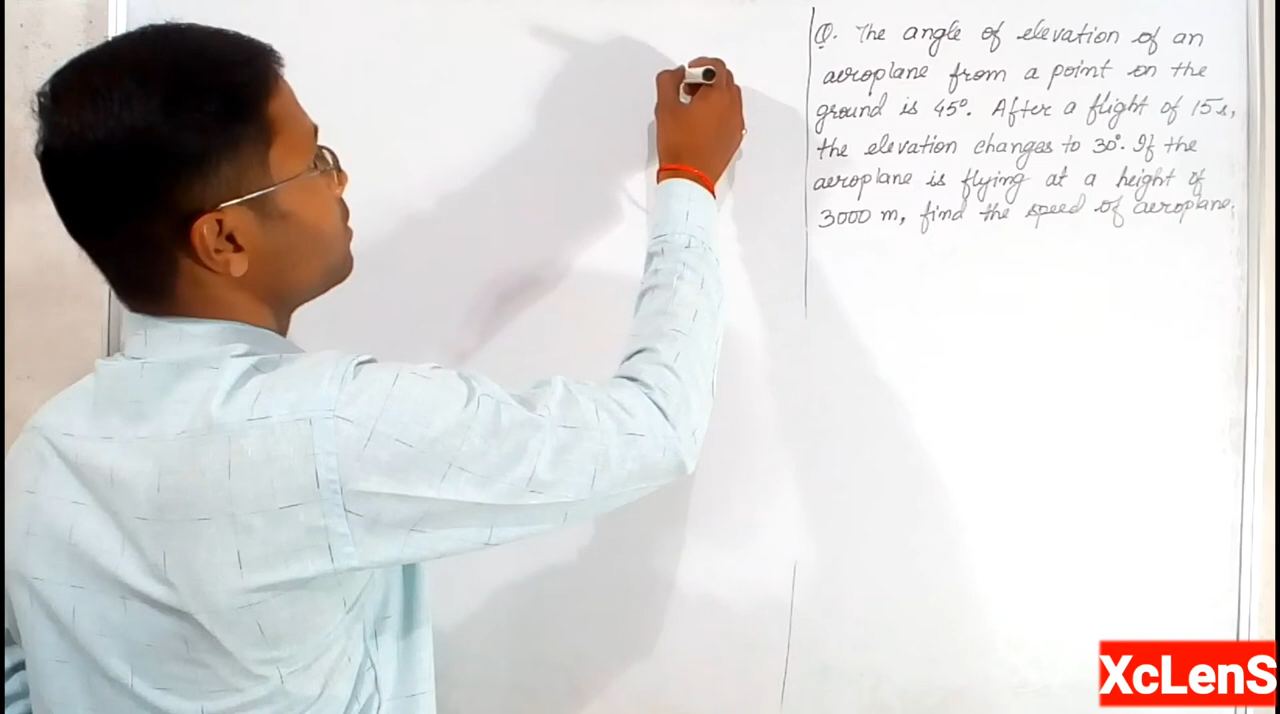 Q. The angle of elevation of an
aeroplane from a point on the
ground is 45°. After a flight of 15s,
the elevation changes to 30°. If the
aeroplane is flying at a height of
3000 m, find the speed of aeroplane.
XcLenS